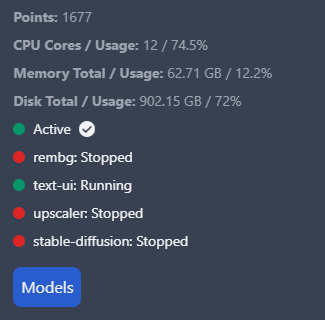 Points: 1677
CPU Cores / Usage: 12 / 74.5%
Memory Total / Usage: 62.71 GB / 12.2%
Disk Total / Usage: 902.15 GB / 72%
Active
rembg: Stopped
text-ui: Running
upscaler: Stopped
stable-diffusion: Stopped
Models